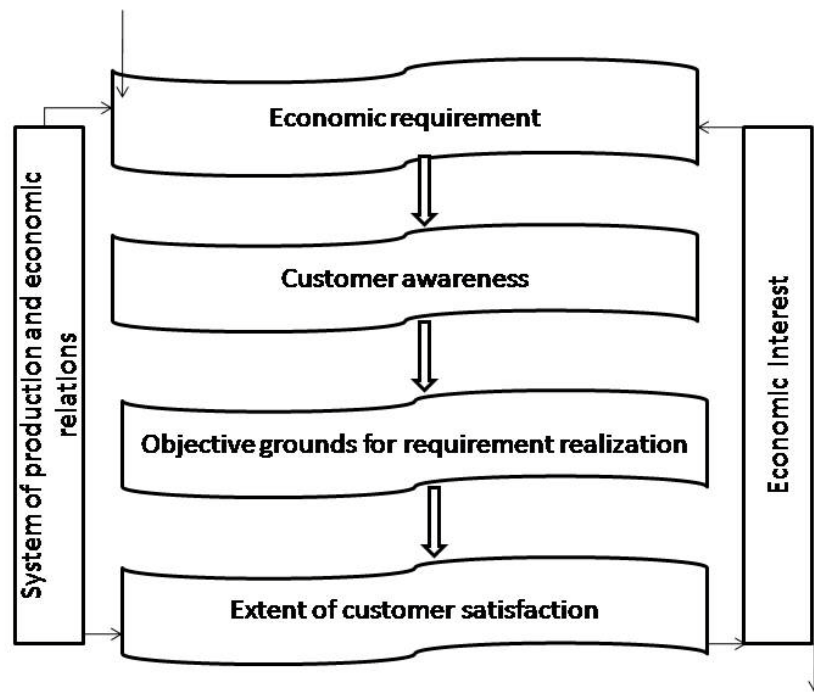 Economic requirement
Customer awareness
Objective grounds for requirement realization
Extent of customer satisfaction
System of production and economic
relations
Economic Interest